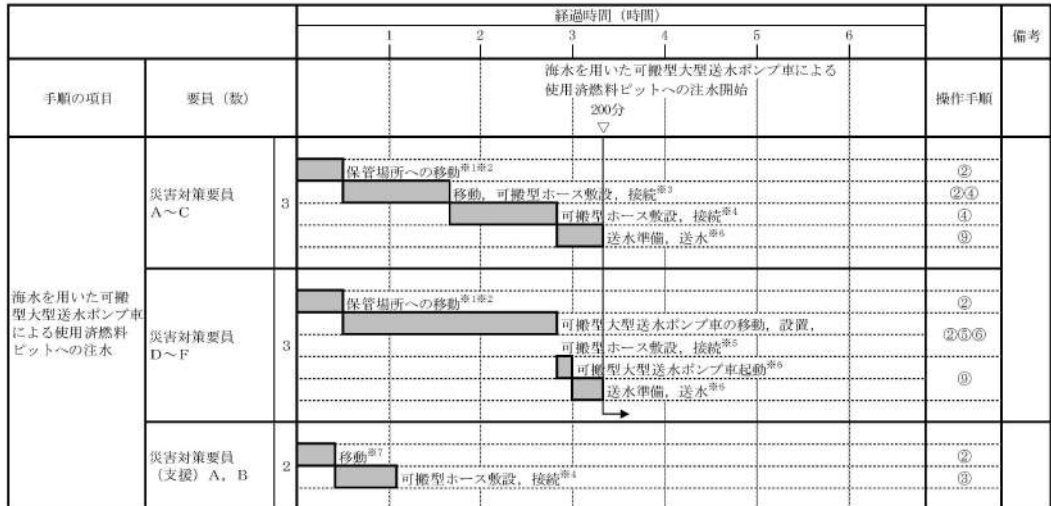 経過時間（時間）
備考
1 2 3 4 5 6
手順の項目
要員（数）
海水を用いた可搬型大型送水ポンプ車による
使用済燃料ピットへの注水開始
200分
▽
操作手順
災害対策要員
A～C
3
保管場所への移動※1※2
②
移動，可搬型ホース敷設，接続※3
②④
可搬型ホース敷設，接続※4
④
送水準備，送水※6
⑨
海水を用いた可搬
型大型送水ポンプ車
による使用済燃料
ピットへの注水
災害対策要員
D～F
3
保管場所への移動※1※2
②
可搬型大型送水ポンプ車の移動，設置，
可搬型ホース敷設，接続※5
②⑤⑥
可搬型大型送水ポンプ車起動※6
送水準備，送水※6
⑨
災害対策要員
（支援）A，B
2
移動※7
②
可搬型ホース敷設，接続※4
③